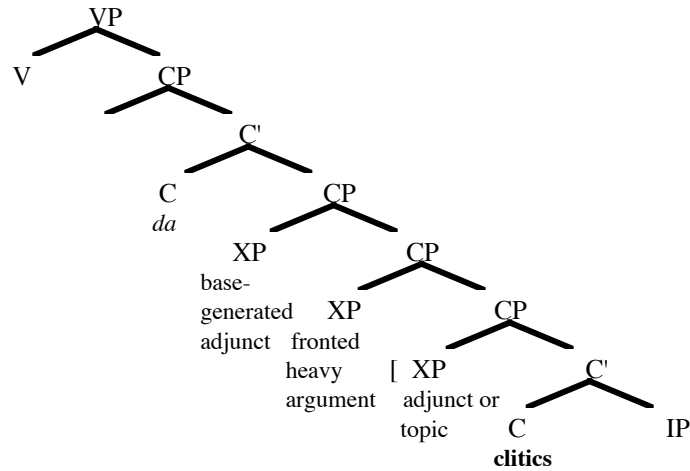 VP
V CP
C'
C CP
da
XP CP
base-
generated XP CP
adjunct fronted
heavy [ XP C'
argument adjunct or
topic C IP
clitics